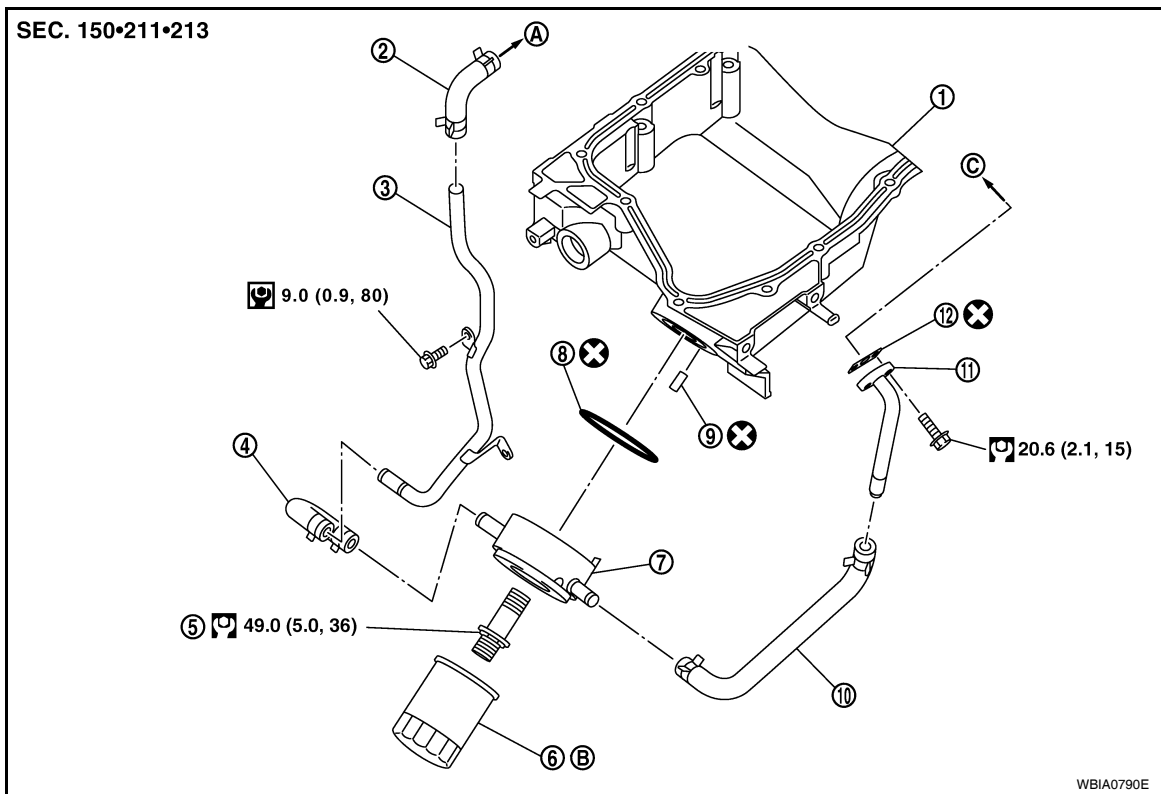 SEC. 150•211•213
② A
①
③ C
9.0 (0.9, 80)
⑫
⑧ ⑪
⑨
④ 20.6 (2.1, 15)
⑦
⑤ 49.0 (5.0, 36)
⑩
⑥ B
WBIA0790E